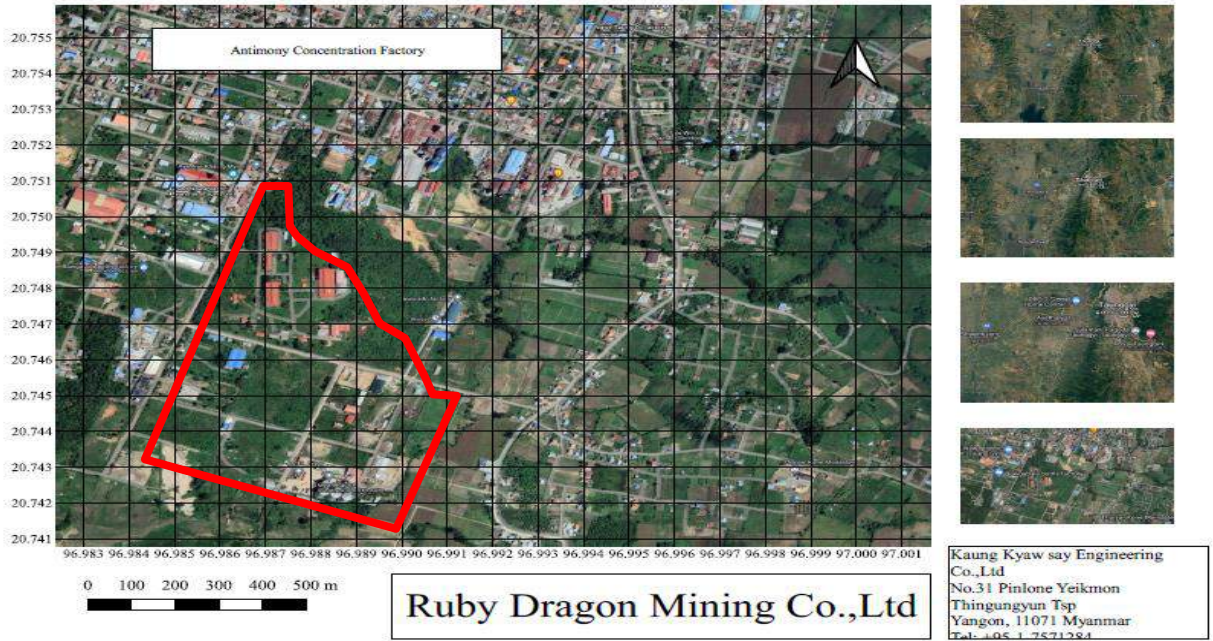 Antimony Concentration Factory
20.755
20.754
20.753
20.752
20.751
20.750
20.749
20.748
20.747
20.746
20.745
20.744
20.743
20.742
20.741
96.983 96.984 96.985 96.986 96.987 96.988 96.989 96.990 96.991 96.992 96.993 96.994 96.995 96.996 96.997 96.998 96.999 97.000 97.001
0 100 200 300 400 500 m
Ruby Dragon Mining Co.,Ltd
Kaung Kyaw say Engineering
Co.,Ltd
No.31 Pinlone Yeikmon
Thingungyun Tsp
Yangon, 11071 Myanmar
Tel: +95 1 7571284